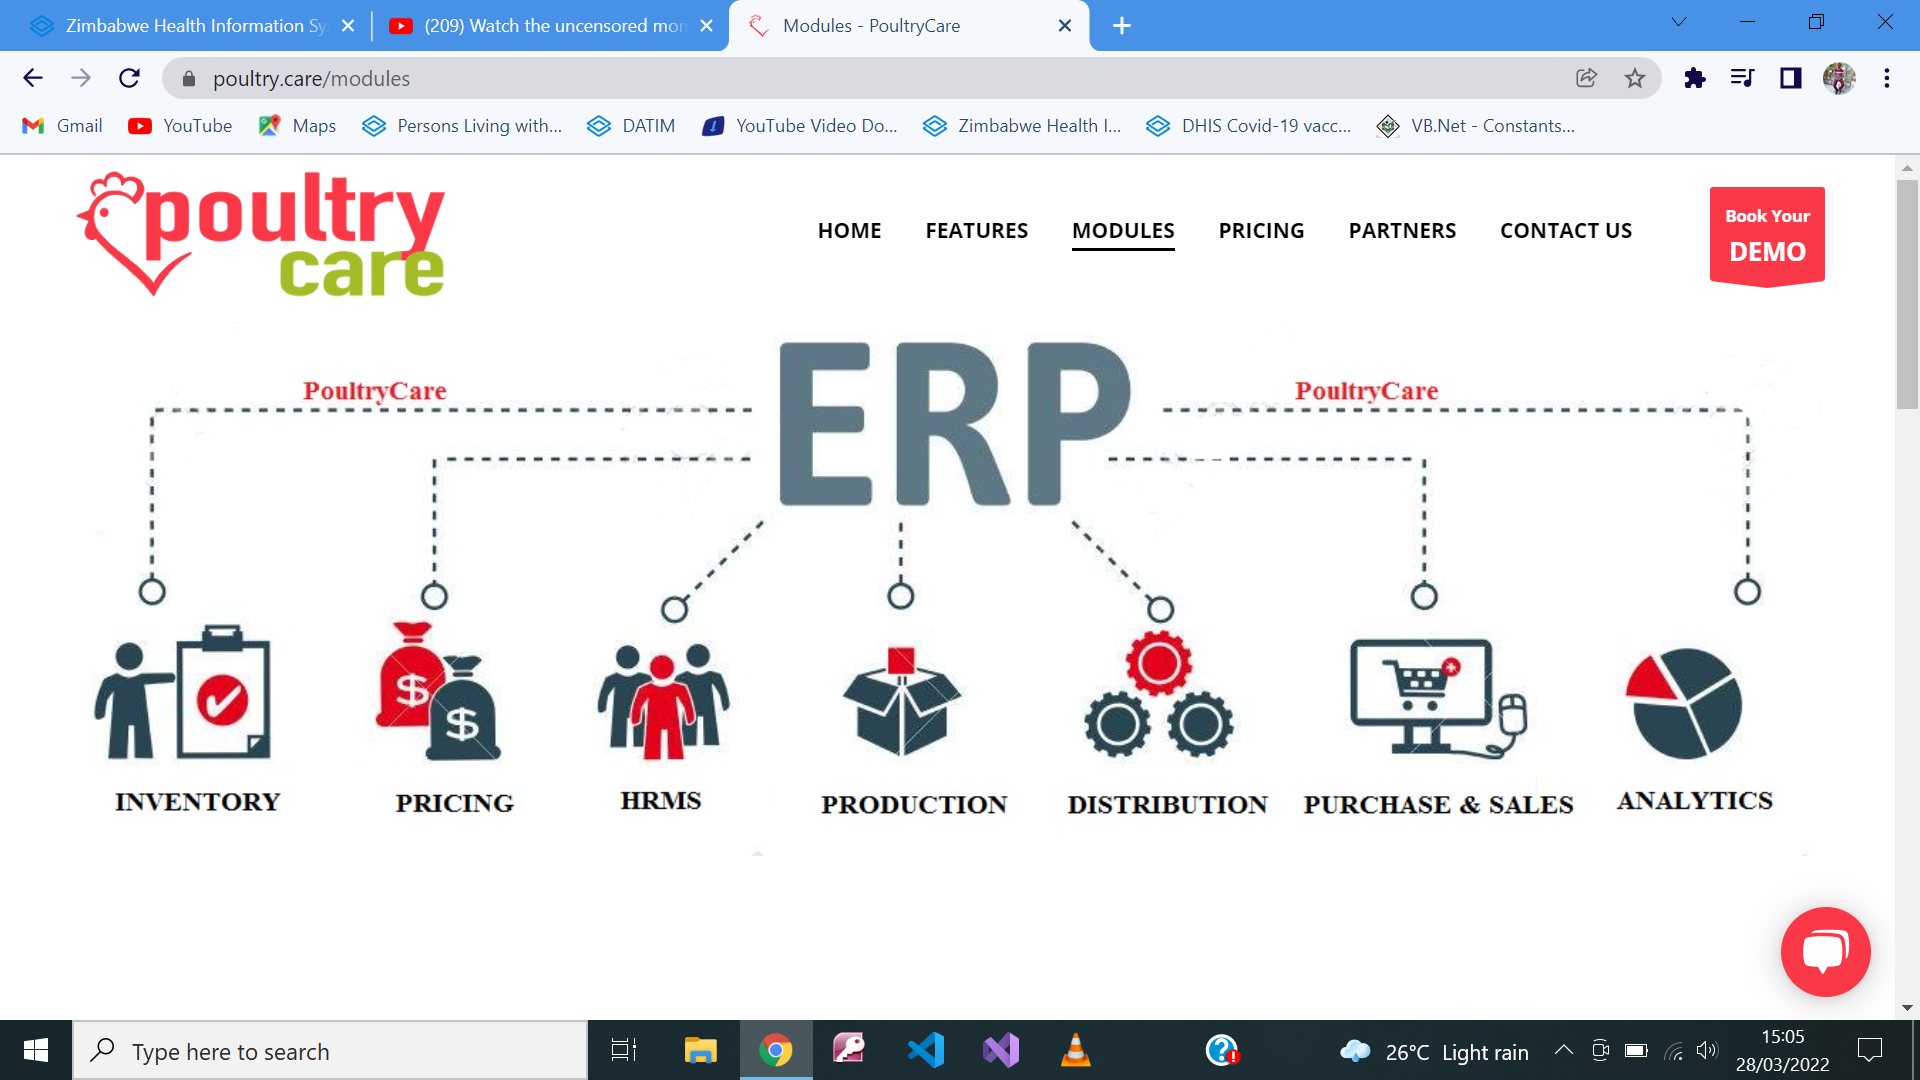 Zimbabwe Health Information Sy
(209) Watch the uncensored mon
Modules - PoultryCare
poultry.care/modules
Gmail
YouTube
Maps
Persons Living with...
DATIM
YouTube Video Do...
Zimbabwe Health I...
DHIS Covid-19 vacc...
VB.Net - Constants...
poultry
care
HOME
FEATURES
MODULES
PRICING
PARTNERS
CONTACT US
Book Your
DEMO
ERP
PoultryCare
PoultryCare
$
$
INVENTORY
PRICING
HRMS
PRODUCTION
DISTRIBUTION
PURCHASE & SALES
ANALYTICS
Type here to search
26°C Light rain
15:05
28/03/2022